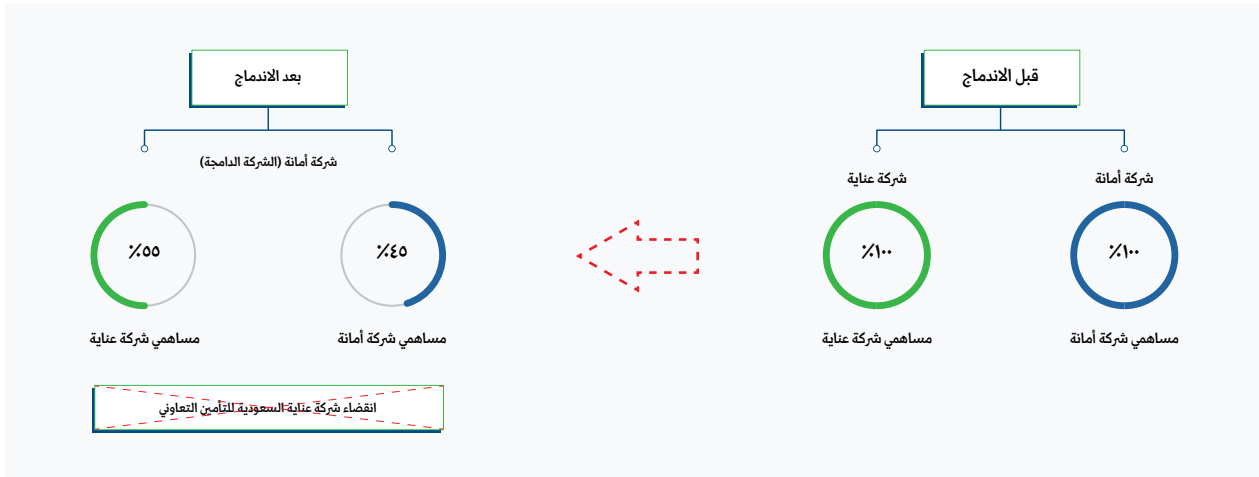 قبل الاندماج
شركة أمانة
شركة عناية
٪١٠٠
٪١٠٠
مساهمي شركة أمانة
مساهمي شركة عناية
بعد الاندماج
شركة أمانة (الشركة الدامجة)
٪٤٥
٪٥٥
مساهمي شركة أمانة
مساهمي شركة عناية
انقضاء شركة عناية السعودية للتأمين التعاوني